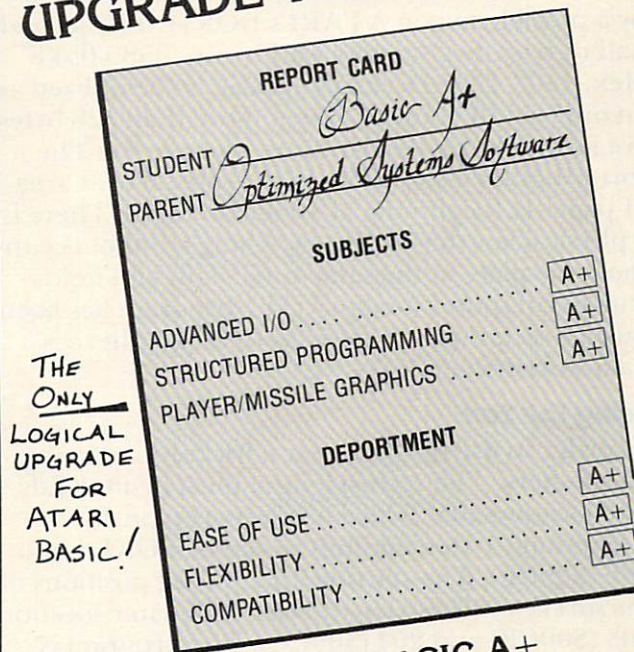 UPGRADE
REPORT CARD
STUDENT Basic A+
PARENT Optimized Systems Software
SUBJECTS
ADVANCED I/O . . . . . . . . . . . . . . . . . . . . . A+
STRUCTURED PROGRAMMING . . . . . . A+
PLAYER/MISSILE GRAPHICS . . . . . . . . . A+
DEPORTMENT
EASE OF USE . . . . . . . . . . . . . . . . . . . . . . A+
FLEXIBILITY . . . . . . . . . . . . . . . . . . . . . . . A+
COMPATIBILITY . . . . . . . . . . . . . . . . . . . . A+
THE
ONLY
LOGICAL
UPGRADE
FOR
ATARI
BASIC!
BASIC A+